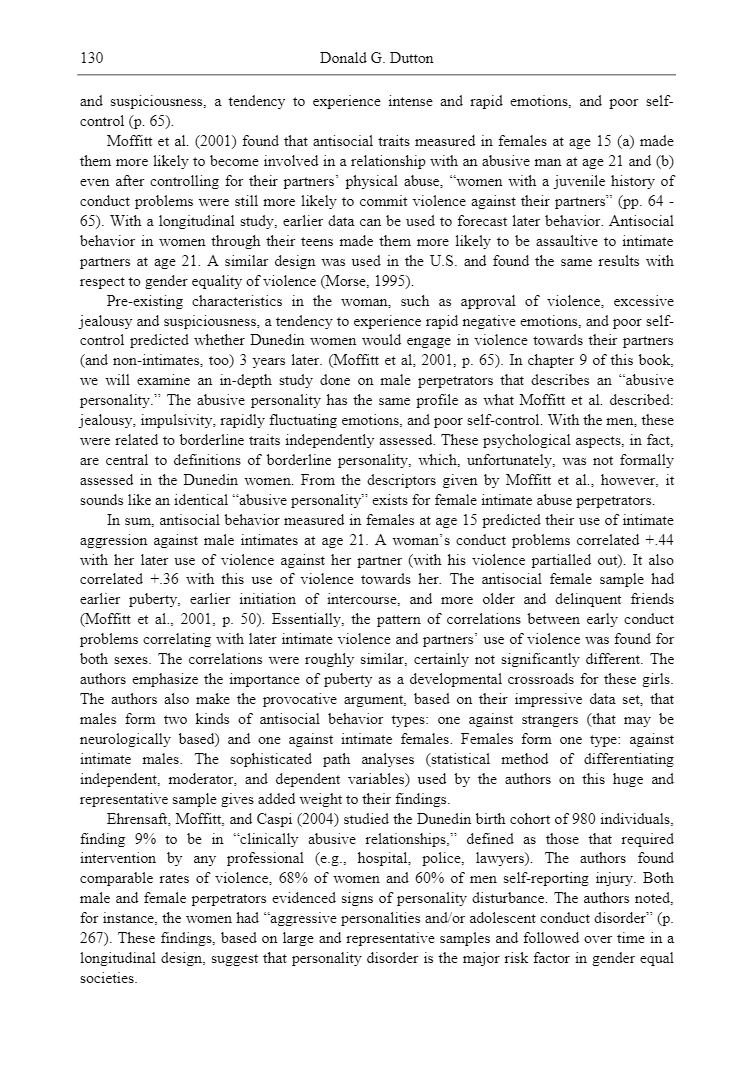 130
Donald G. Dutton
and suspiciousness, a tendency to experience intense and rapid emotions, and poor self-
control (p. 65).
Moffitt et al. (2001) found that antisocial traits measured in females at age 15 (a) made
them more likely to become involved in a relationship with an abusive man at age 21 and (b)
even after controlling for their partners’ physical abuse, “women with a juvenile history of
conduct problems were still more likely to commit violence against their partners” (pp. 64 -
65). With a longitudinal study, earlier data can be used to forecast later behavior. Antisocial
behavior in women through their teens made them more likely to be assaultive to intimate
partners at age 21. A similar design was used in the U.S. and found the same results with
respect to gender equality of violence (Morse, 1995).
Pre-existing characteristics in the woman, such as approval of violence, excessive
jealousy and suspiciousness, a tendency to experience rapid negative emotions, and poor self-
control predicted whether Dunedin women would engage in violence towards their partners
(and non-intimates, too) 3 years later. (Moffitt et al, 2001, p. 65). In chapter 9 of this book,
we will examine an in-depth study done on male perpetrators that describes an “abusive
personality.” The abusive personality has the same profile as what Moffitt et al. described:
jealousy, impulsivity, rapidly fluctuating emotions, and poor self-control. With the men, these
were related to borderline traits independently assessed. These psychological aspects, in fact,
are central to definitions of borderline personality, which, unfortunately, was not formally
assessed in the Dunedin women. From the descriptors given by Moffitt et al., however, it
sounds like an identical “abusive personality” exists for female intimate abuse perpetrators.
In sum, antisocial behavior measured in females at age 15 predicted their use of intimate
aggression against male intimates at age 21. A woman’s conduct problems correlated +.44
with her later use of violence against her partner (with his violence partialled out). It also
correlated +.36 with this use of violence towards her. The antisocial female sample had
earlier puberty, earlier initiation of intercourse, and more older and delinquent friends
(Moffitt et al., 2001, p. 50). Essentially, the pattern of correlations between early conduct
problems correlating with later intimate violence and partners’ use of violence was found for
both sexes. The correlations were roughly similar, certainly not significantly different. The
authors emphasize the importance of puberty as a developmental crossroads for these girls.
The authors also make the provocative argument, based on their impressive data set, that
males form two kinds of antisocial behavior types: one against strangers (that may be
neurologically based) and one against intimate females. Females form one type: against
intimate males. The sophisticated path analyses (statistical method of differentiating
independent, moderator, and dependent variables) used by the authors on this huge and
representative sample gives added weight to their findings.
Ehrensaft, Moffitt, and Caspi (2004) studied the Dunedin birth cohort of 980 individuals,
finding 9% to be in “clinically abusive relationships,” defined as those that required
intervention by any professional (e.g., hospital, police, lawyers). The authors found
comparable rates of violence, 68% of women and 60% of men self-reporting injury. Both
male and female perpetrators evidenced signs of personality disturbance. The authors noted,
for instance, the women had “aggressive personalities and/or adolescent conduct disorder” (p.
267). These findings, based on large and representative samples and followed over time in a
longitudinal design, suggest that personality disorder is the major risk factor in gender equal
societies.